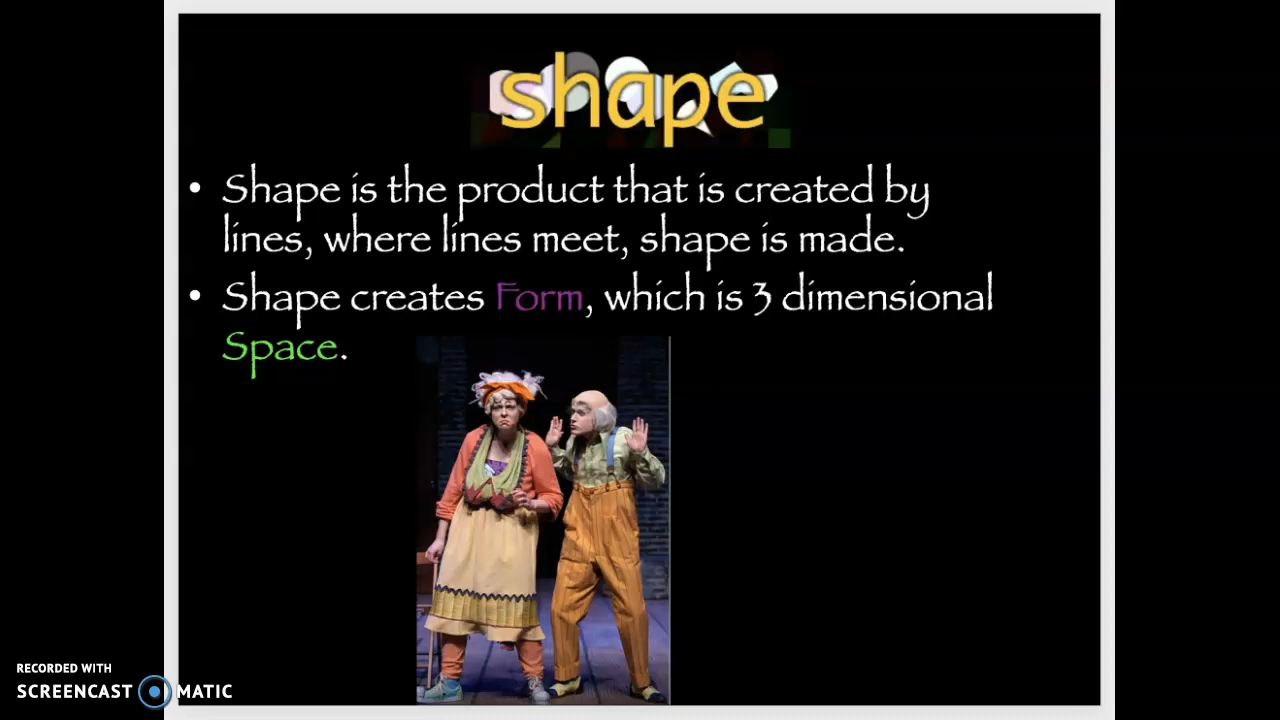 shape
• Shape is the product that is created by
lines, where lines meet, shape is made.
• Shape creates Form, which is 3 dimensional
Space.
RECORDED WITH
SCREENCAST MATIC